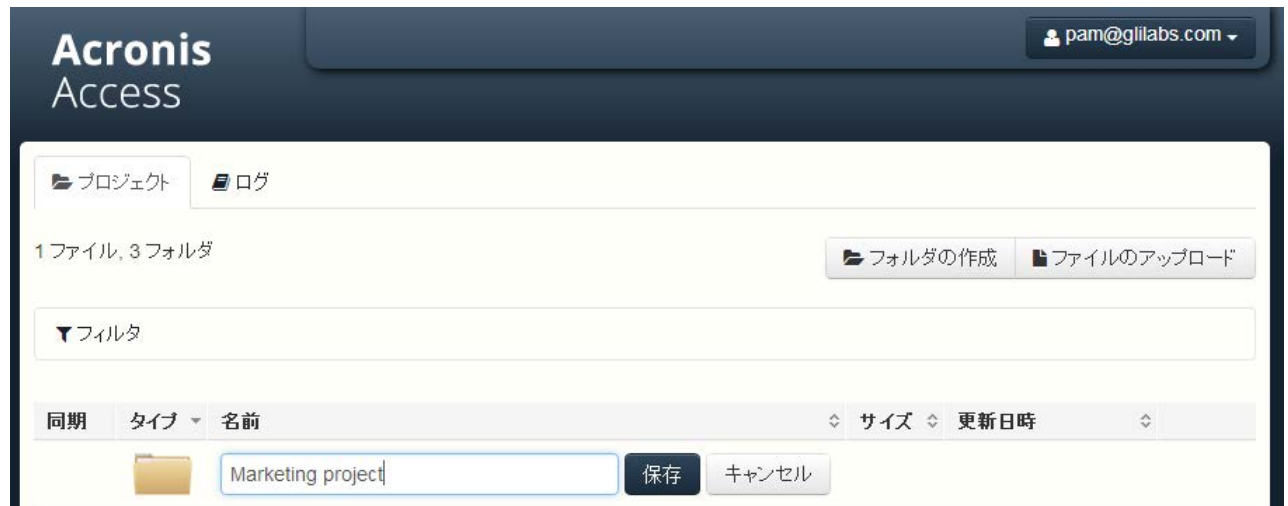 Acronis
Access
pam@glilabs.com
プロジェクト ログ
1 ファイル, 3 フォルダ
フォルダの作成 ファイルのアップロード
フィルタ
同期 タイプ 名前 サイズ 更新日時
Marketing project 保存 キャンセル